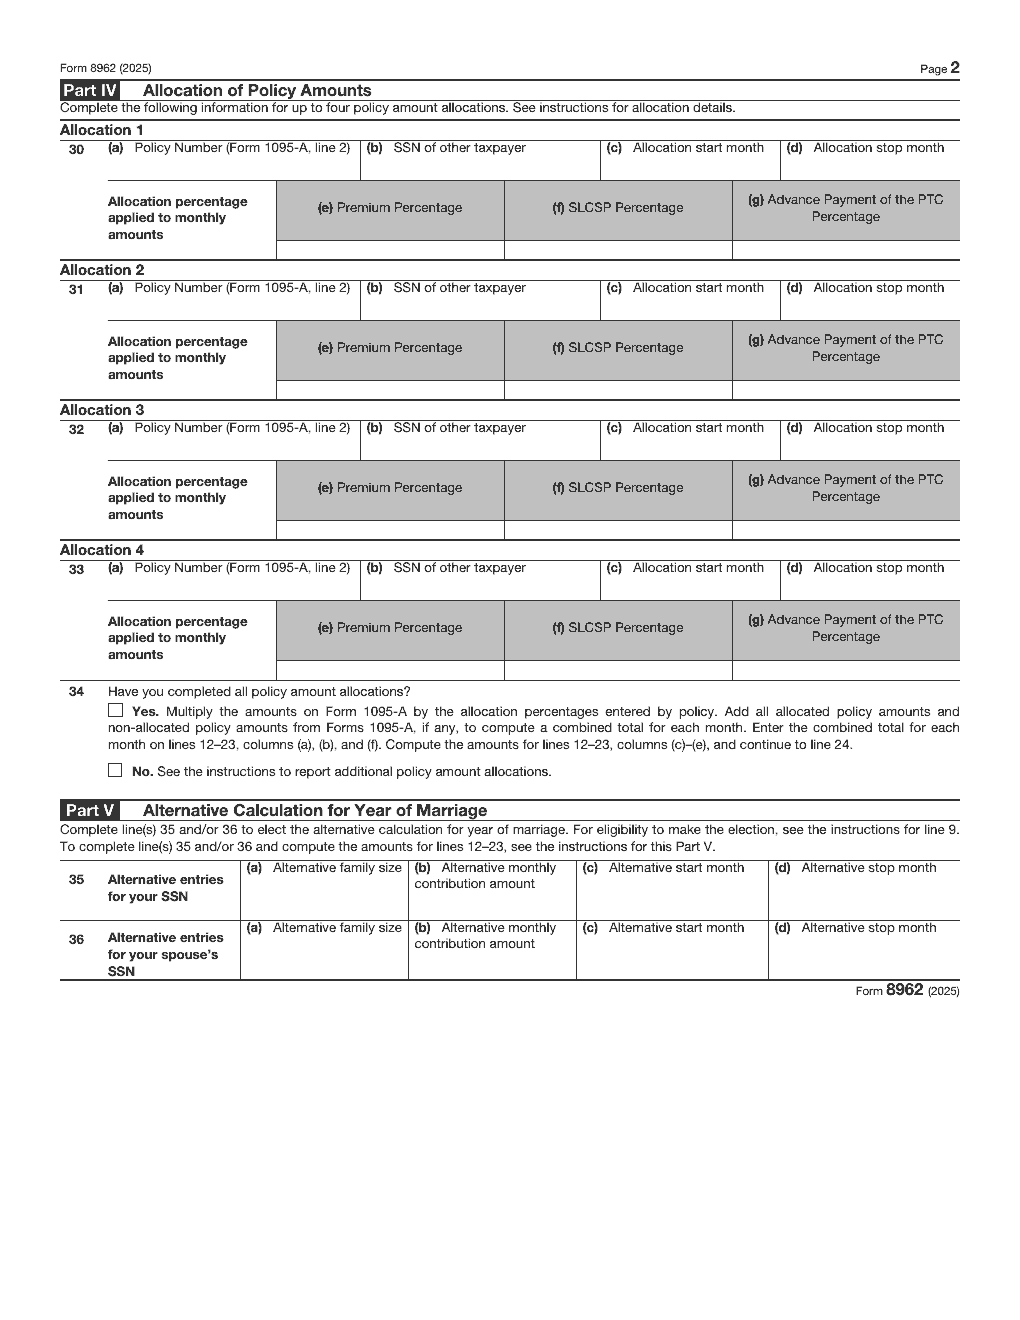 Form 8962 (2025) Page 2
Part IV Allocation of Policy Amounts
Complete the following information for up to four policy amount allocations. See instructions for allocation details.
Allocation 1
30 (a) Policy Number (Form 1095-A, line 2) (b) SSN of other taxpayer (c) Allocation start month (d) Allocation stop month
Allocation percentage
applied to monthly
amounts
(e) Premium Percentage (f) SLCSP Percentage (g) Advance Payment of the PTC
Percentage
Allocation 2
31 (a) Policy Number (Form 1095-A, line 2) (b) SSN of other taxpayer (c) Allocation start month (d) Allocation stop month
Allocation percentage
applied to monthly
amounts
(e) Premium Percentage (f) SLCSP Percentage (g) Advance Payment of the PTC
Percentage
Allocation 3
32 (a) Policy Number (Form 1095-A, line 2) (b) SSN of other taxpayer (c) Allocation start month (d) Allocation stop month
Allocation percentage
applied to monthly
amounts
(e) Premium Percentage (f) SLCSP Percentage (g) Advance Payment of the PTC
Percentage
Allocation 4
33 (a) Policy Number (Form 1095-A, line 2) (b) SSN of other taxpayer (c) Allocation start month (d) Allocation stop month
Allocation percentage
applied to monthly
amounts
(e) Premium Percentage (f) SLCSP Percentage (g) Advance Payment of the PTC
Percentage
34 Have you completed all policy amount allocations?
Yes. Multiply the amounts on Form 1095-A by the allocation percentages entered by policy. Add all allocated policy amounts and
non-allocated policy amounts from Forms 1095-A, if any, to compute a combined total for each month. Enter the combined total for each
month on lines 12–23, columns (a), (b), and (f). Compute the amounts for lines 12–23, columns (c)–(e), and continue to line 24.
No. See the instructions to report additional policy amount allocations.
Part V Alternative Calculation for Year of Marriage
Complete line(s) 35 and/or 36 to elect the alternative calculation for year of marriage. For eligibility to make the election, see the instructions for line 9.
To complete line(s) 35 and/or 36 and compute the amounts for lines 12–23, see the instructions for this Part V.
35 Alternative entries
for your SSN
(a) Alternative family size (b) Alternative monthly
contribution amount
(c) Alternative start month (d) Alternative stop month
36 Alternative entries
for your spouse's
SSN
(a) Alternative family size (b) Alternative monthly
contribution amount
(c) Alternative start month (d) Alternative stop month
Form 8962 (2025)